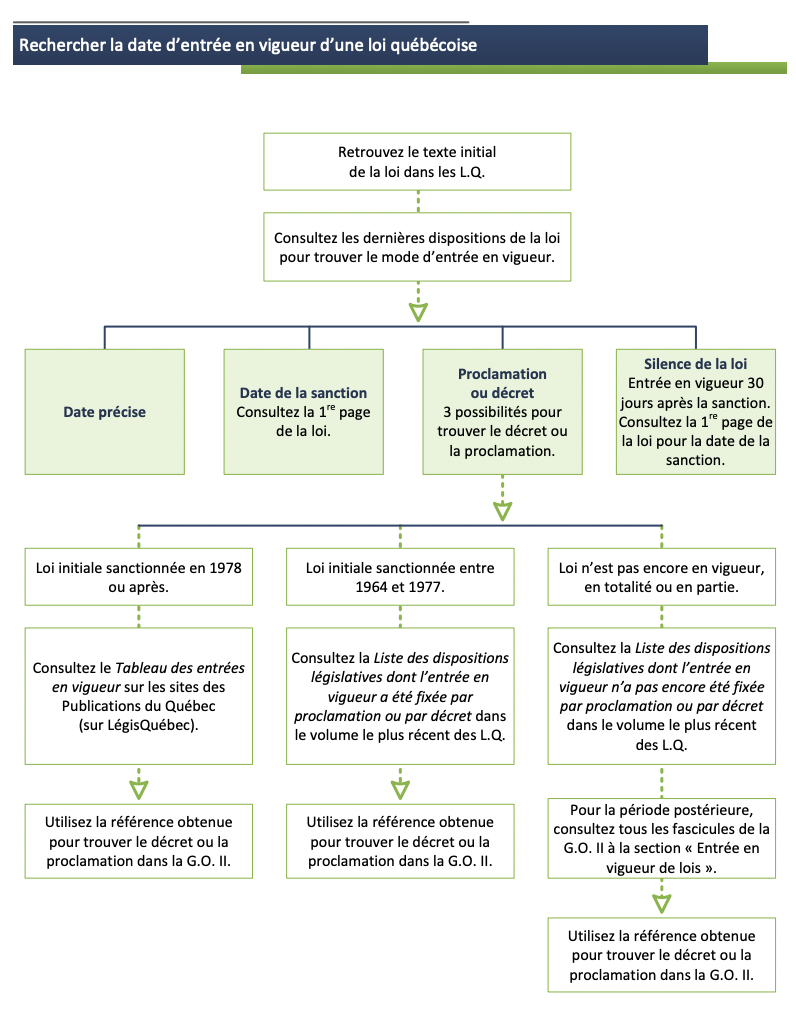 Rechercher la date d’entrée en vigueur d’une loi québécoise
Retrouvez le texte initial
de la loi dans les L.Q.
Consultez les dernières dispositions de la loi
pour trouver le mode d’entrée en vigueur.
Date précise
Date de la sanction
Consultez la 1re page
de la loi.
Proclamation
ou décret
3 possibilités pour
trouver le décret ou
la proclamation.
Silence de la loi
Entrée en vigueur 30
jours après la sanction.
Consultez la 1re page de
la loi pour la date de la
sanction.
Loi initiale sanctionnée en 1978
ou après.
Consultez le Tableau des entrées
en vigueur sur les sites des
Publications du Québec
(sur LégisQuébec).
Utilisez la référence obtenue
pour trouver le décret ou la
proclamation dans la G.O. II.
Loi initiale sanctionnée entre
1964 et 1977.
Consultez la Liste des dispositions
législatives dont l’entrée en
vigueur a été fixée par
proclamation ou par décret dans
le volume le plus récent des L.Q.
Utilisez la référence obtenue
pour trouver le décret ou la
proclamation dans la G.O. II.
Loi n’est pas encore en vigueur,
en totalité ou en partie.
Consultez la Liste des dispositions
législatives dont l’entrée en
vigueur n’a pas encore été fixée
par proclamation ou par décret
dans le volume le plus récent
des L.Q.
Pour la période postérieure,
consultez tous les fascicules de la
G.O. II à la section « Entrée en
vigueur de lois ».
Utilisez la référence obtenue
pour trouver le décret ou la
proclamation dans la G.O. II.